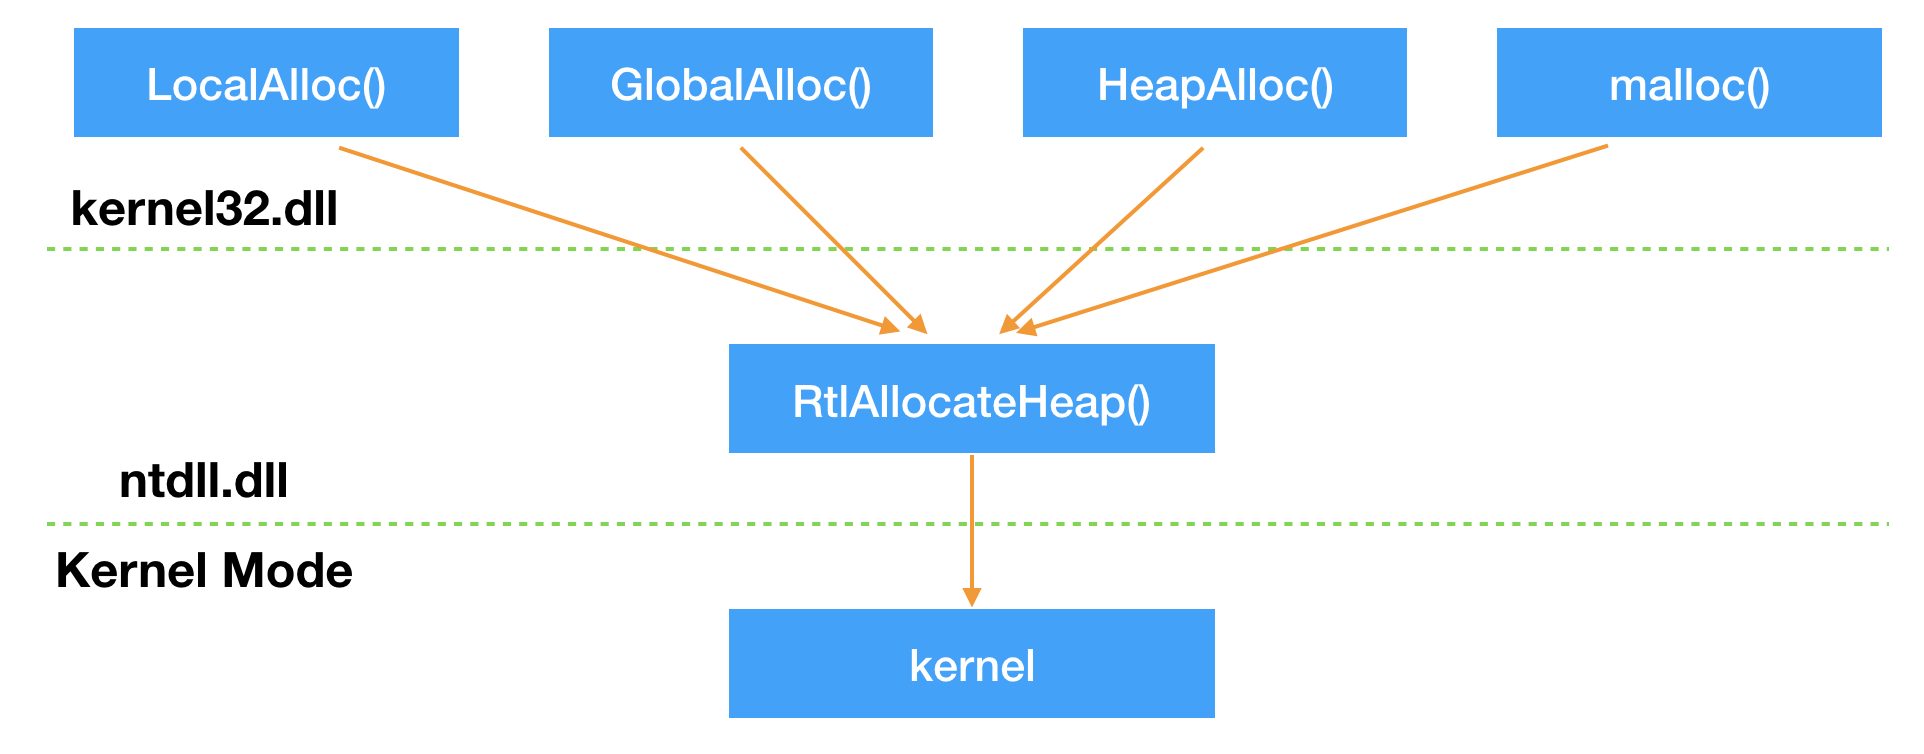 LocalAlloc()
GlobalAlloc()
HeapAlloc()
malloc()
kernel32.dll
RtlAllocateHeap()
ntdll.dll
Kernel Mode
kernel